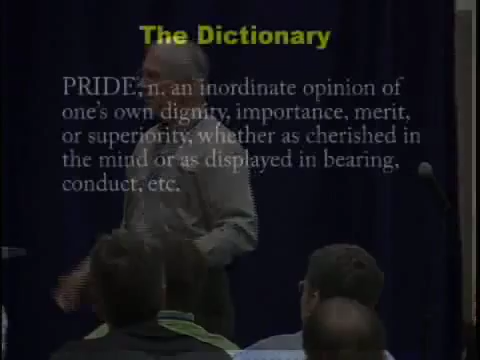 The Dictionary
PRIDE, n. an inordinate opinion of
one's own dignity, importance, merit,
or superiority, whether as cherished in
the mind or as displayed in bearing,
conduct, etc.